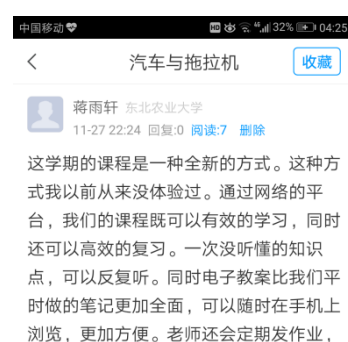 中国移动 HD 46 32% 04:25
汽车与拖拉机 收藏
蒋雨轩 东北农业大学
11-27 22:24 回复:0 阅读:7 删除
这学期的课程是一种全新的方式。这种方
式我以前从来没体验过。通过网络的平
台，我们的课程既可以有效的学习，同时
还可以高效的复习。一次没听懂的知识
点，可以反复听。同时电子教案比我们平
时做的笔记更加全面，可以随时在手机上
浏览，更加方便。老师还会定期发作业，